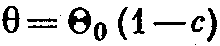 θ = Θ₀ (1—c)